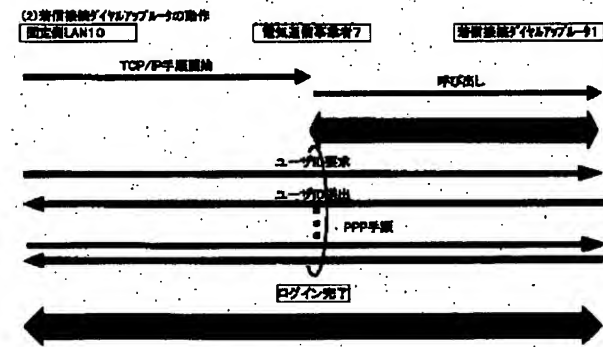 (2)着信接続ダイヤルアップルータの動作
固定側LAN10
電気通信事業者7
着信接続ダイヤルアップルータ1
TCP/IP手順開始
呼び出し
ユーザID要求
ユーザID送出
PPP手順
ログイン完了